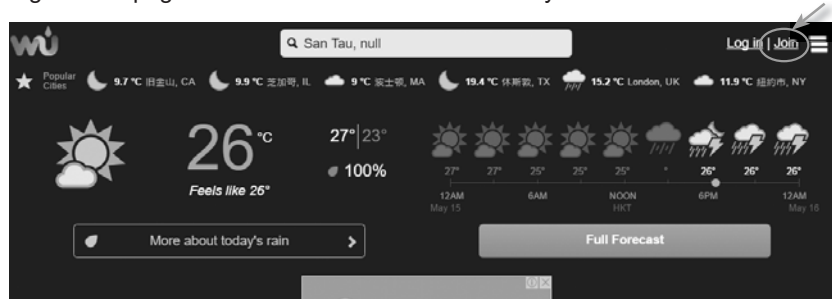 wu
San Tau, null
Log in | Join
Popular Cities
9.7 °C 旧金山, CA
9.9 °C 芝加哥, IL
9 °C 波士顿, MA
19.4 °C 休斯敦, TX
15.2 °C London, UK
11.9 °C 纽约市, NY
26 °C
Feels like 26°
27° | 23°
100%
27° 27° 25° 25° 25° ° 26° 26° 26°
12AM 6AM NOON 6PM 12AM
May 15 HKT May 16
More about today's rain >
Full Forecast